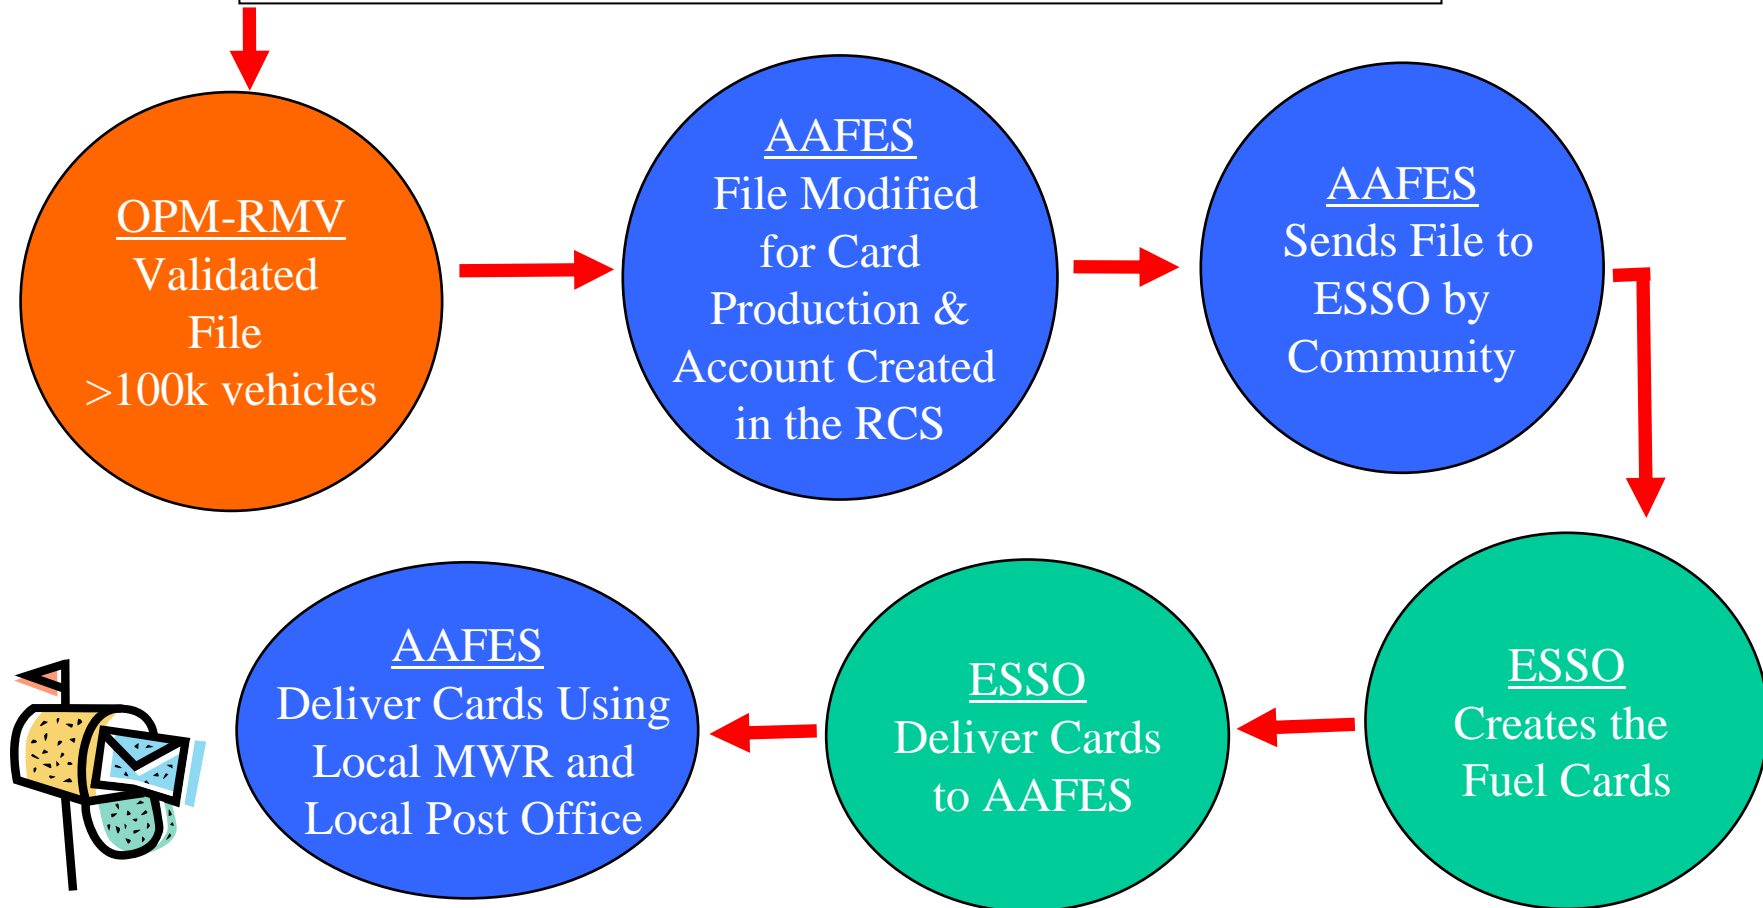 OPM-RMV
Validated
File
>100k vehicles
AAFES
File Modified
for Card
Production &
Account Created
in the RCS
AAFES
Sends File to
ESSO by
Community
ESSO
Creates the
Fuel Cards
ESSO
Deliver Cards
to AAFES
AAFES
Deliver Cards Using
Local MWR and
Local Post Office